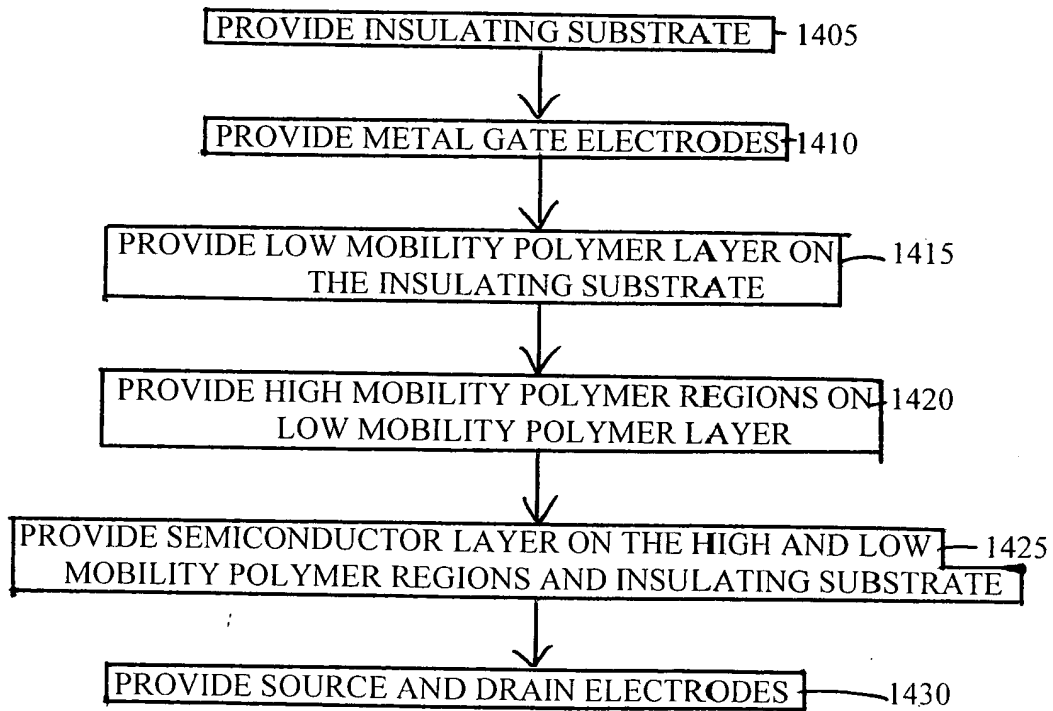 PROVIDE INSULATING SUBSTRATE 1405
PROVIDE METAL GATE ELECTRODES 1410
PROVIDE LOW MOBILITY POLYMER LAYER ON 1415
THE INSULATING SUBSTRATE
PROVIDE HIGH MOBILITY POLYMER REGIONS ON 1420
LOW MOBILITY POLYMER LAYER
PROVIDE SEMICONDUCTOR LAYER ON THE HIGH AND LOW 1425
MOBILITY POLYMER REGIONS AND INSULATING SUBSTRATE
PROVIDE SOURCE AND DRAIN ELECTRODES 1430